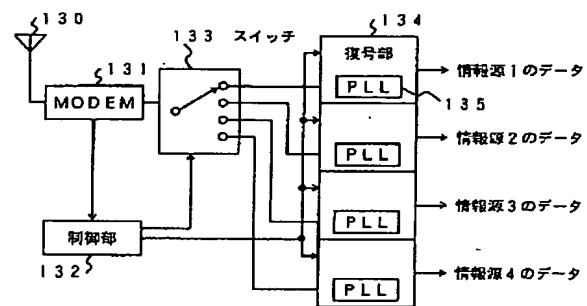 １３０
１３１
ＭＯＤＥＭ
１３３ スイッチ
１３４
復号部
ＰＬＬ
１３５
情報源１のデータ
ＰＬＬ
情報源２のデータ
ＰＬＬ
情報源３のデータ
ＰＬＬ
情報源４のデータ
制御部
１３２